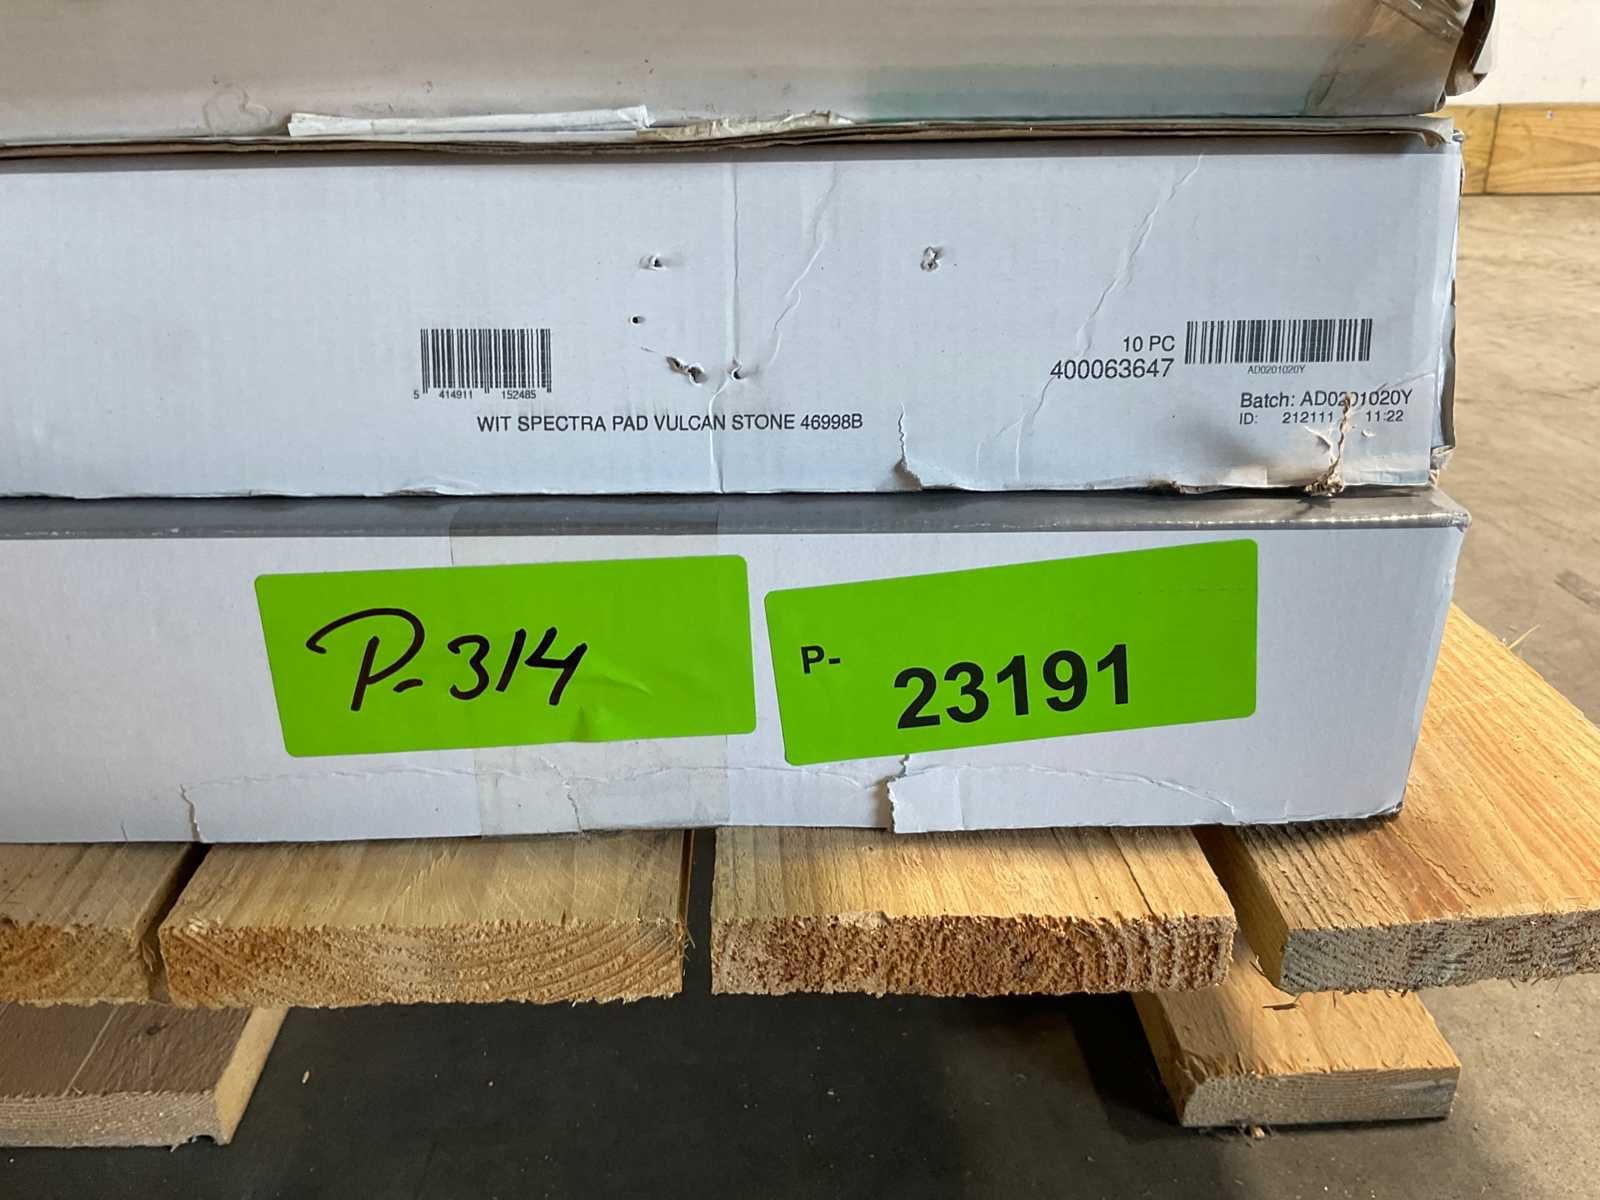 10 PC
400063647
AD0201020Y
5 414911 152485
Batch: AD0201020Y
ID: 212111 11:22
WIT SPECTRA PAD VULCAN STONE 46998B
P-314
P- 23191